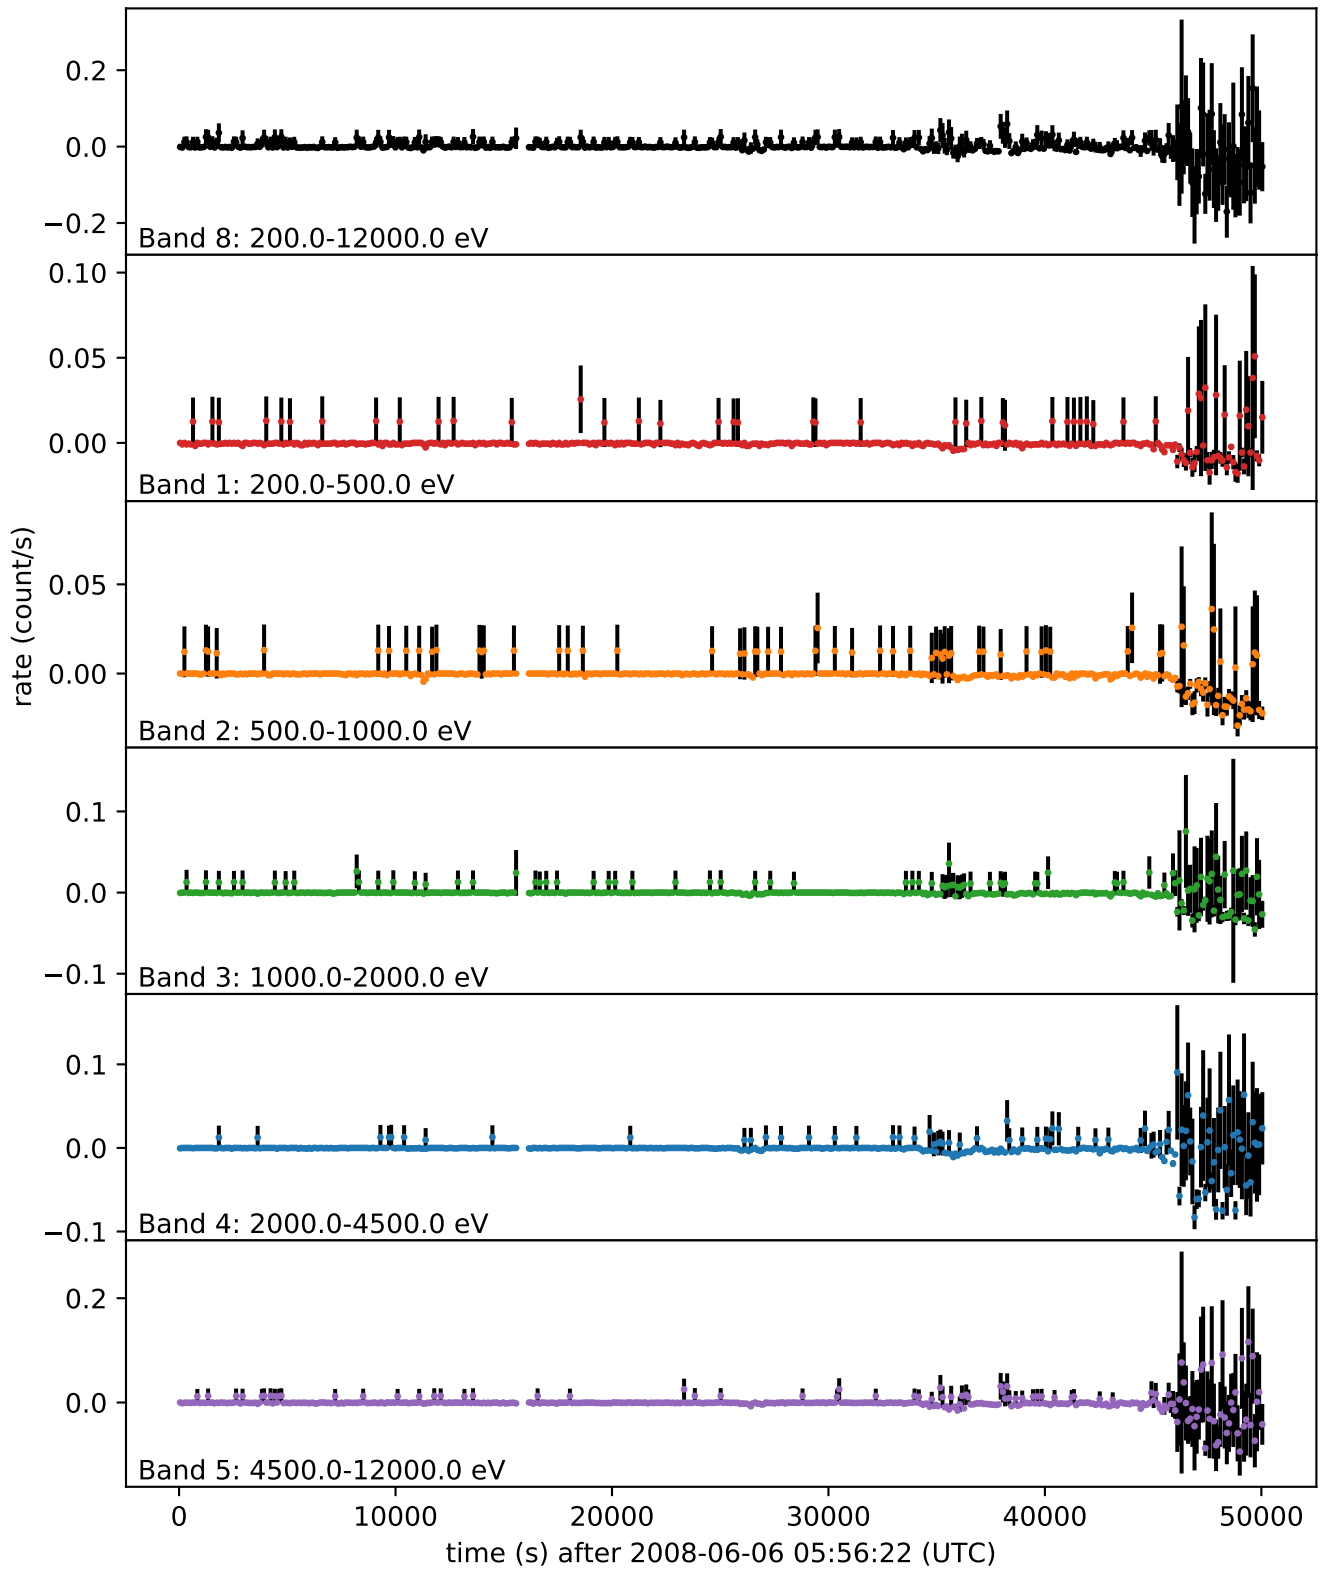 0.2
0.0
−0.2
Band 8: 200.0-12000.0 eV
0.10
0.05
0.00
Band 1: 200.0-500.0 eV
rate (count/s)
0.05
0.00
Band 2: 500.0-1000.0 eV
0.1
0.0
−0.1
Band 3: 1000.0-2000.0 eV
0.1
0.0
−0.1
Band 4: 2000.0-4500.0 eV
0.2
0.0
Band 5: 4500.0-12000.0 eV
0 10000 20000 30000 40000 50000
time (s) after 2008-06-06 05:56:22 (UTC)